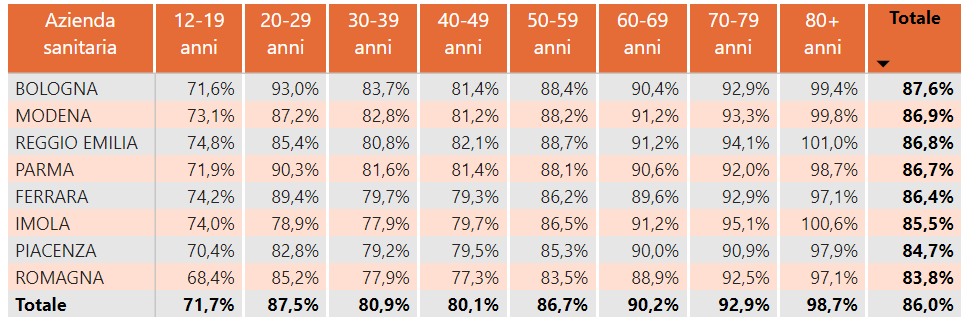 Azienda sanitaria 12-19 anni 20-29 anni 30-39 anni 40-49 anni 50-59 anni 60-69 anni 70-79 anni 80+ anni Totale
BOLOGNA 71,6% 93,0% 83,7% 81,4% 88,4% 90,4% 92,9% 99,4% 87,6%
MODENA 73,1% 87,2% 82,8% 81,2% 88,2% 91,2% 93,3% 99,8% 86,9%
REGGIO EMILIA 74,8% 85,4% 80,8% 82,1% 88,7% 91,2% 94,1% 101,0% 86,8%
PARMA 71,9% 90,3% 81,6% 81,4% 88,1% 90,6% 92,0% 98,7% 86,7%
FERRARA 74,2% 89,4% 79,7% 79,3% 86,2% 89,6% 92,9% 97,1% 86,4%
IMOLA 74,0% 78,9% 77,9% 79,7% 86,5% 91,2% 95,1% 100,6% 85,5%
PIACENZA 70,4% 82,8% 79,2% 79,5% 85,3% 90,0% 90,9% 97,9% 84,7%
ROMAGNA 68,4% 85,2% 77,9% 77,3% 83,5% 88,9% 92,5% 97,1% 83,8%
Totale 71,7% 87,5% 80,9% 80,1% 86,7% 90,2% 92,9% 98,7% 86,0%